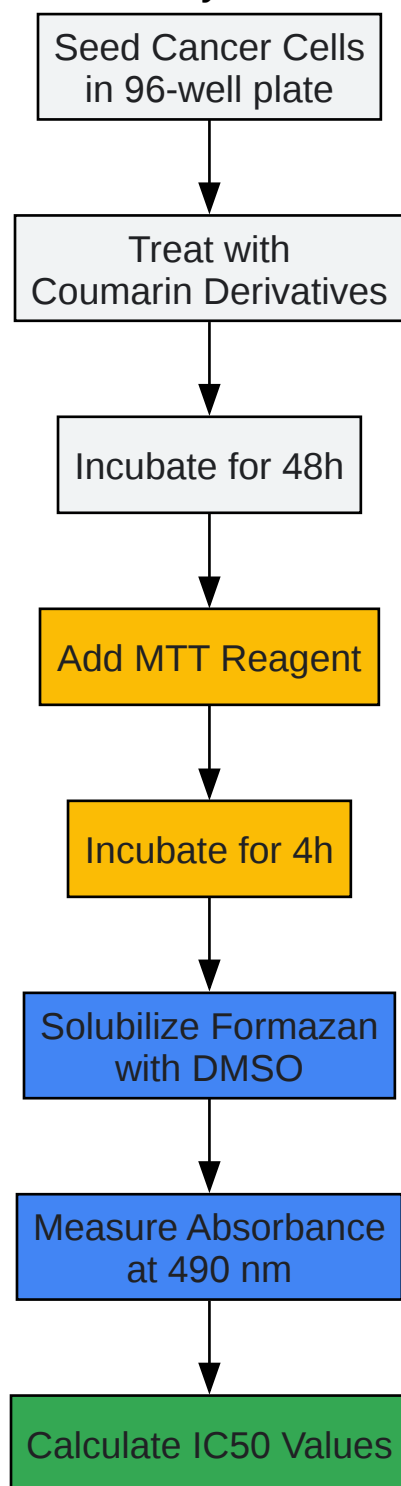 Seed Cancer Cells
in 96-well plate
Treat with
Coumarin Derivatives
Incubate for 48h
Add MTT Reagent
Incubate for 4h
Solubilize Formazan
with DMSO
Measure Absorbance
at 490 nm
Calculate IC50 Values